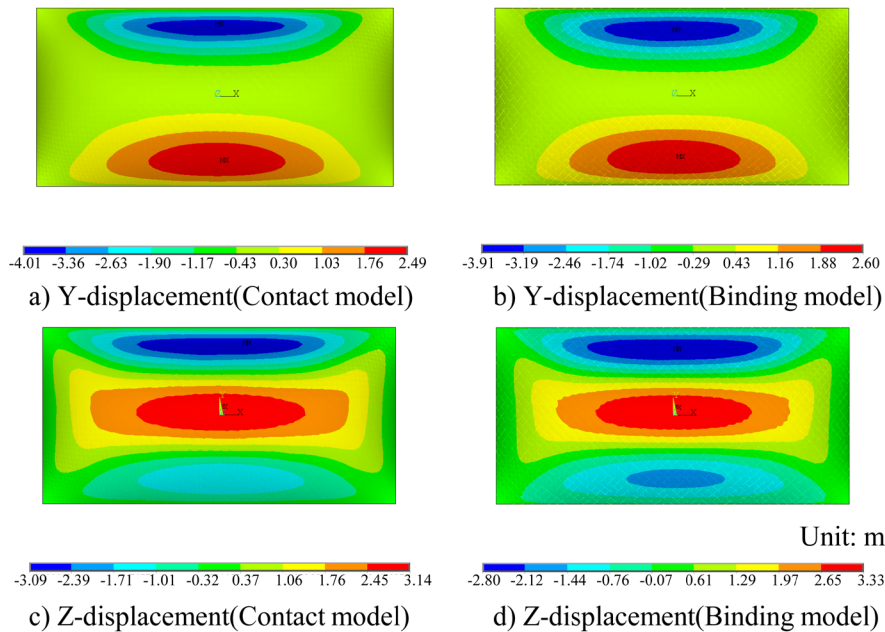 X
X
-4.01 -3.36 -2.63 -1.90 -1.17 -0.43 0.30 1.03 1.76 2.49
-3.91 -3.19 -2.46 -1.74 -1.02 -0.29 0.43 1.16 1.88 2.60
a) Y-displacement(Contact model)
b) Y-displacement(Binding model)
X
X
Unit: m
-3.09 -2.39 -1.71 -1.01 -0.32 0.37 1.06 1.76 2.45 3.14
-2.80 -2.12 -1.44 -0.76 -0.07 0.61 1.29 1.97 2.65 3.33
c) Z-displacement(Contact model)
d) Z-displacement(Binding model)